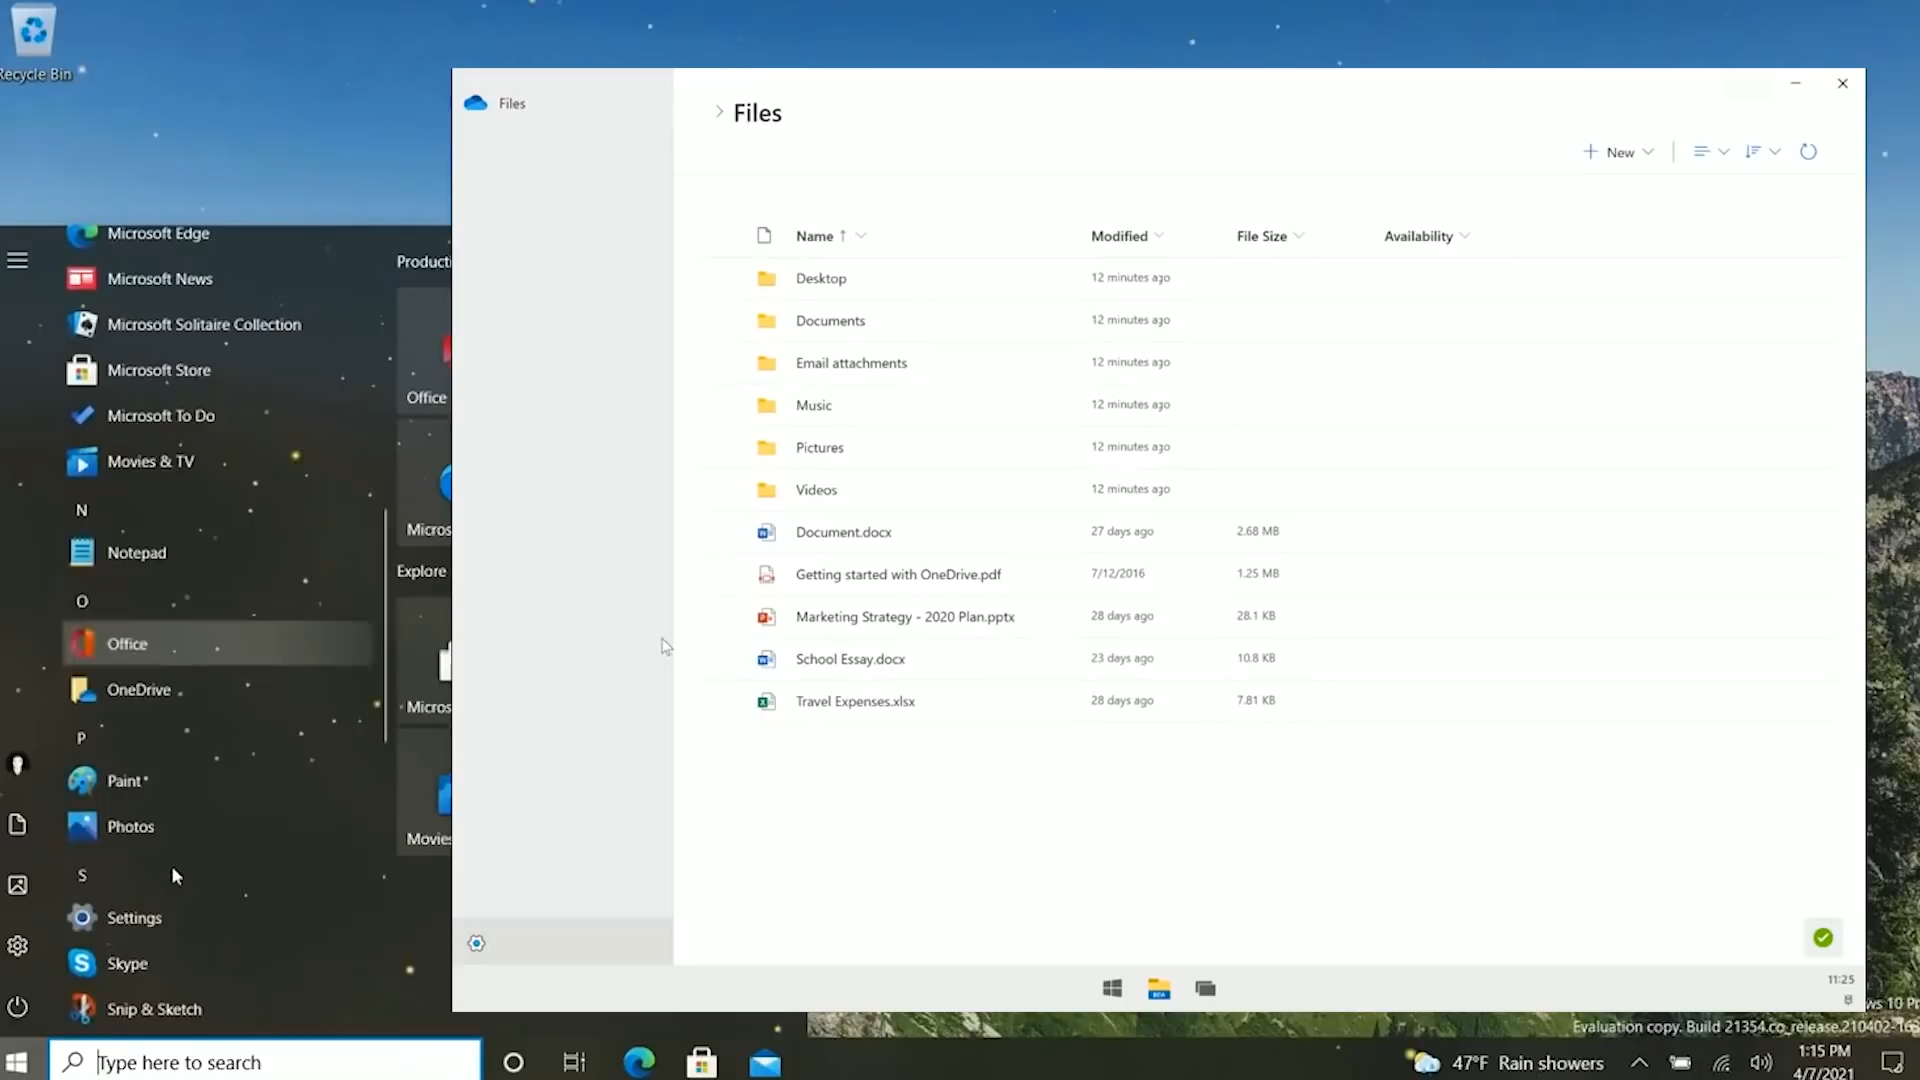 Recycle Bin
Microsoft Edge
Microsoft News
Microsoft Solitaire Collection
Microsoft Store
Microsoft To Do
Movies & TV
N
Notepad
O
Office
OneDrive
P
Paint*
Photos
S
Settings
Skype
Snip & Sketch
Producti
Office
Micros
Explore
Micros
Movies
Files
Files
New
Name ↑ Modified File Size Availability
Desktop 12 minutes ago
Documents 12 minutes ago
Email attachments 12 minutes ago
Music 12 minutes ago
Pictures 12 minutes ago
Videos 12 minutes ago
Document.docx 27 days ago 2.68 MB
Getting started with OneDrive.pdf 7/12/2016 1.25 MB
Marketing Strategy - 2020 Plan.pptx 28 days ago 28.1 KB
School Essay.docx 23 days ago 10.8 KB
Travel Expenses.xlsx 28 days ago 7.81 KB
11:25
ws 10 Pr
Evaluation copy. Build 21354.co_release.210402-
Type here to search
47°F Rain showers
1:15 PM
4/7/2021